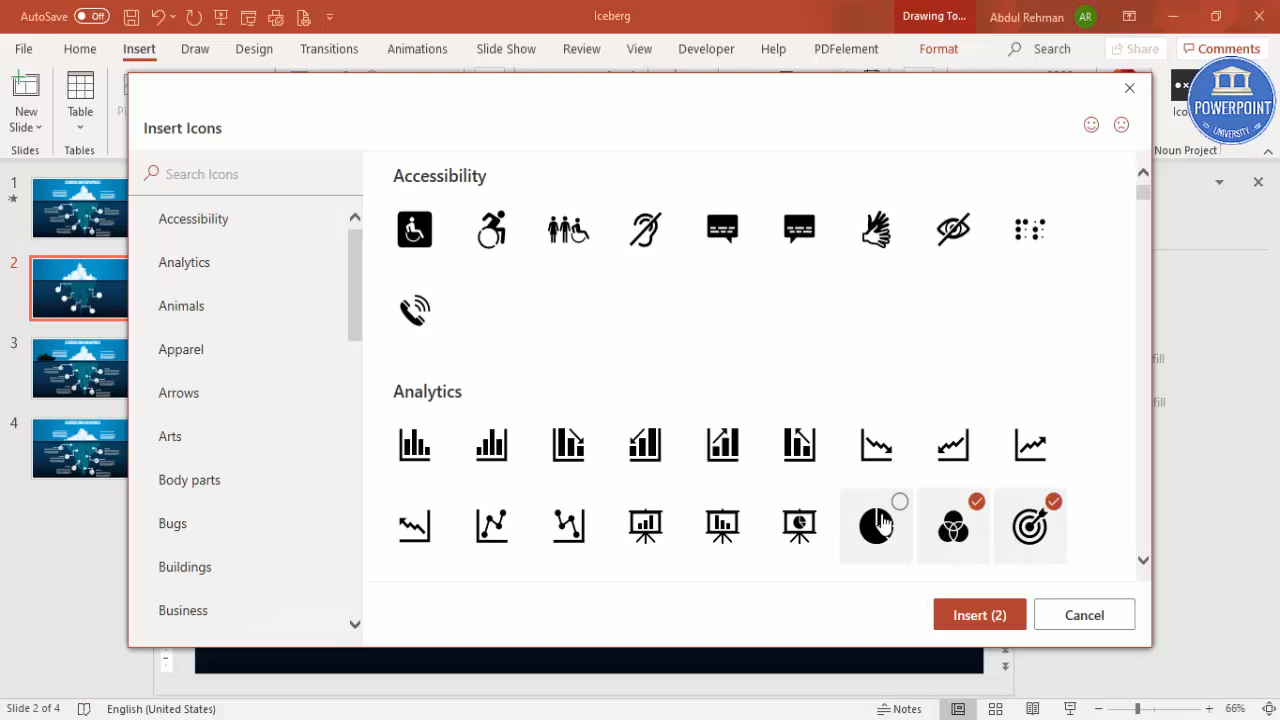 AutoSave Off Iceberg Drawing To... Abdul Rehman AR
File Home Insert Draw Design Transitions Animations Slide Show Review View Developer Help PDFelement Format Search Share Comments
New
Slide
Table
Slides
Tables
Noun Project
POWERPOINT
UNIVERSITY
Insert Icons
Search Icons
Accessibility
Analytics
Animals
Apparel
Arrows
Arts
Body parts
Bugs
Buildings
Business
Accessibility
Analytics
Insert (2) Cancel
1
2
3
4
Slide 2 of 4 English (United States) Notes 66%